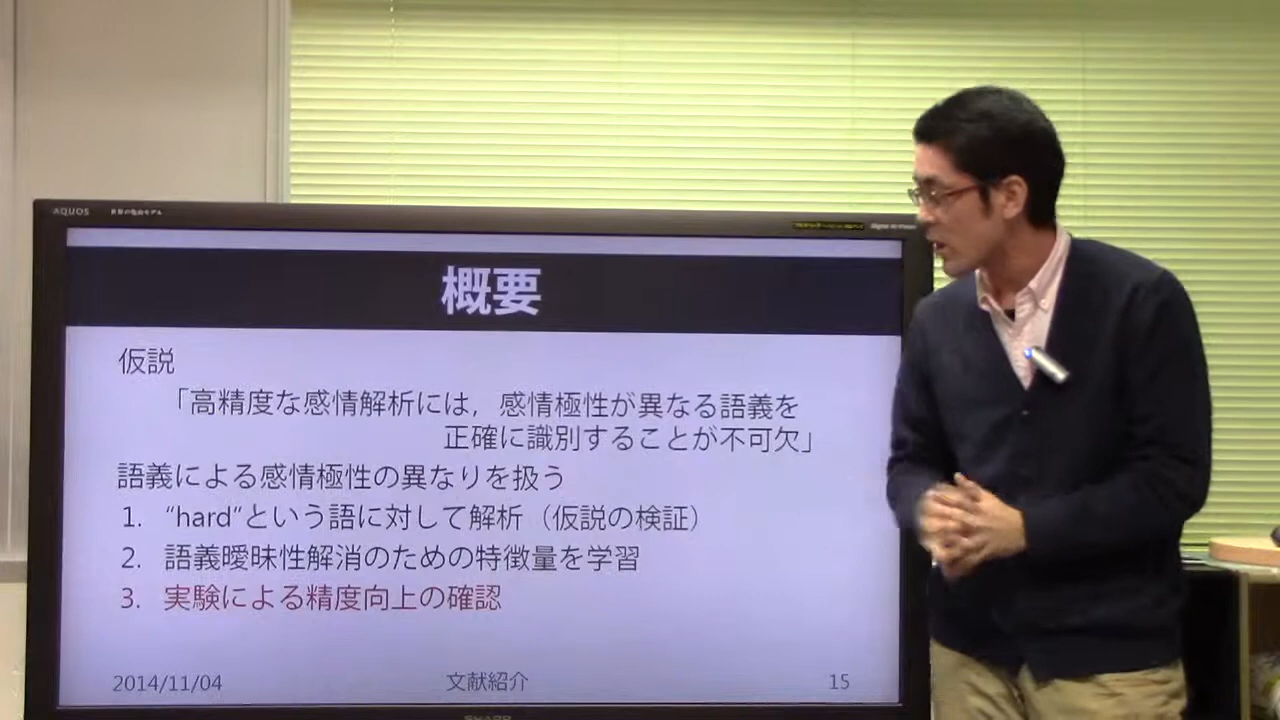 AQUOS
概要
仮説
「高精度な感情解析には，感情極性が異なる語義を
正確に識別することが不可欠」
語義による感情極性の異なりを扱う
1. “hard”という語に対して解析（仮説の検証）
2. 語義曖昧性解消のための特徴量を学習
3. 実験による精度向上の確認
2014/11/04
文献紹介
15
SHARP